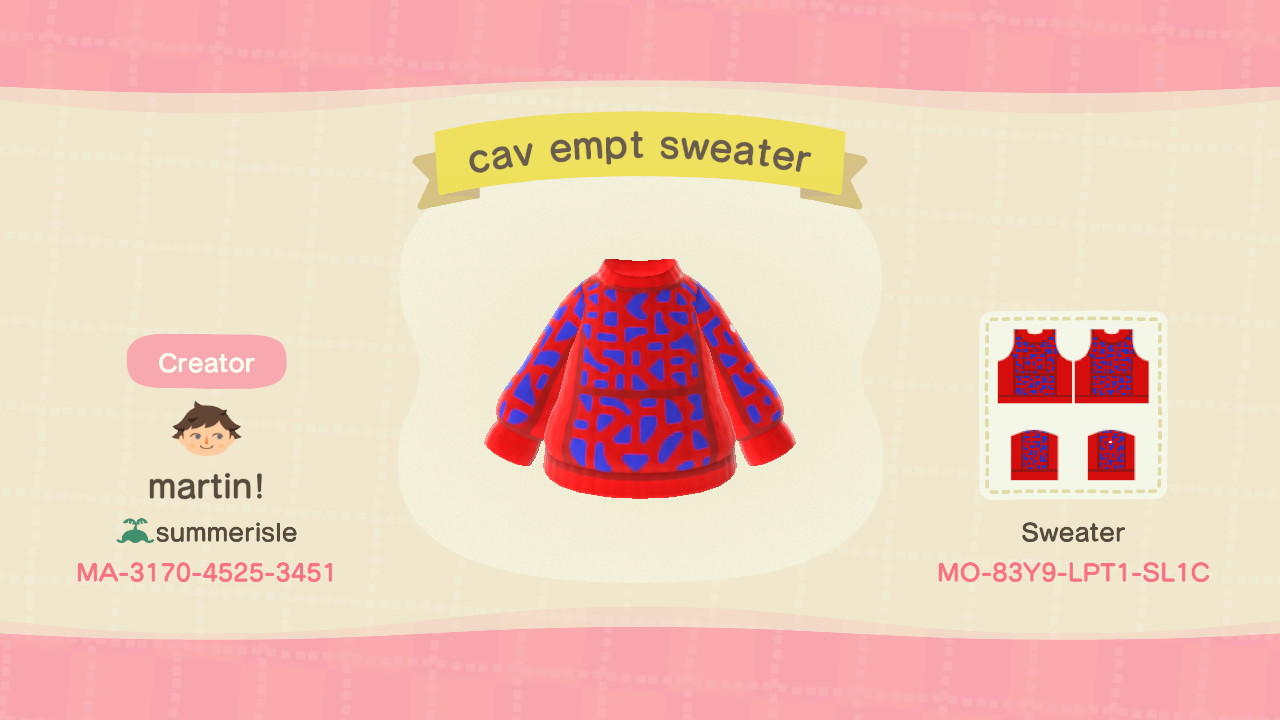 cav empt sweater
Creator
martin!
summerisle
MA-3170-4525-3451
Sweater
MO-83Y9-LPT1-SL1C